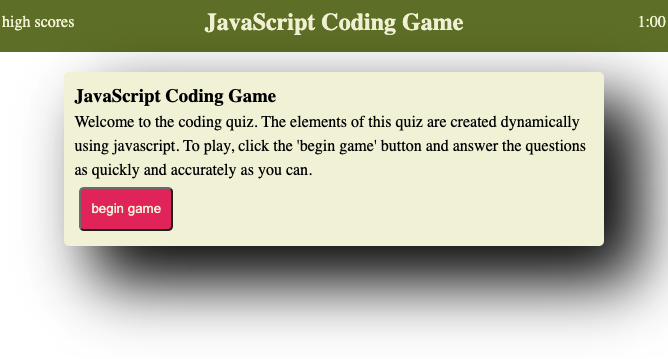 high scores
JavaScript Coding Game
1:00
JavaScript Coding Game
Welcome to the coding quiz. The elements of this quiz are created dynamically
using javascript. To play, click the 'begin game' button and answer the questions
as quickly and accurately as you can.
begin game